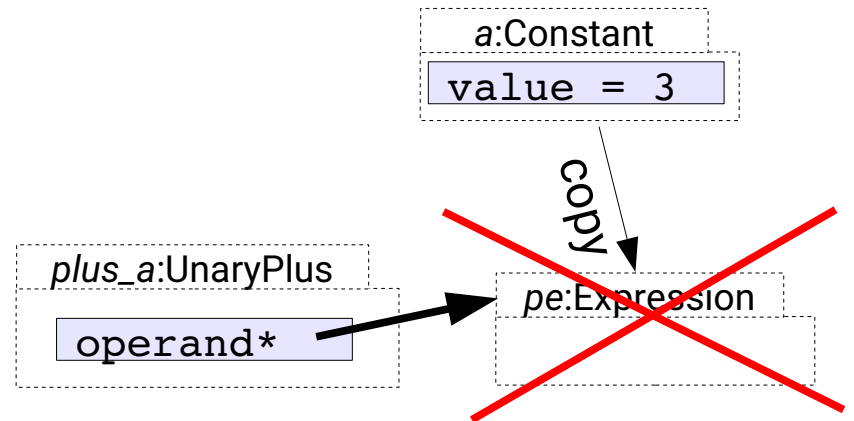 a:Constant
value = 3
copy
plus_a:UnaryPlus
operand*
pe:Expression